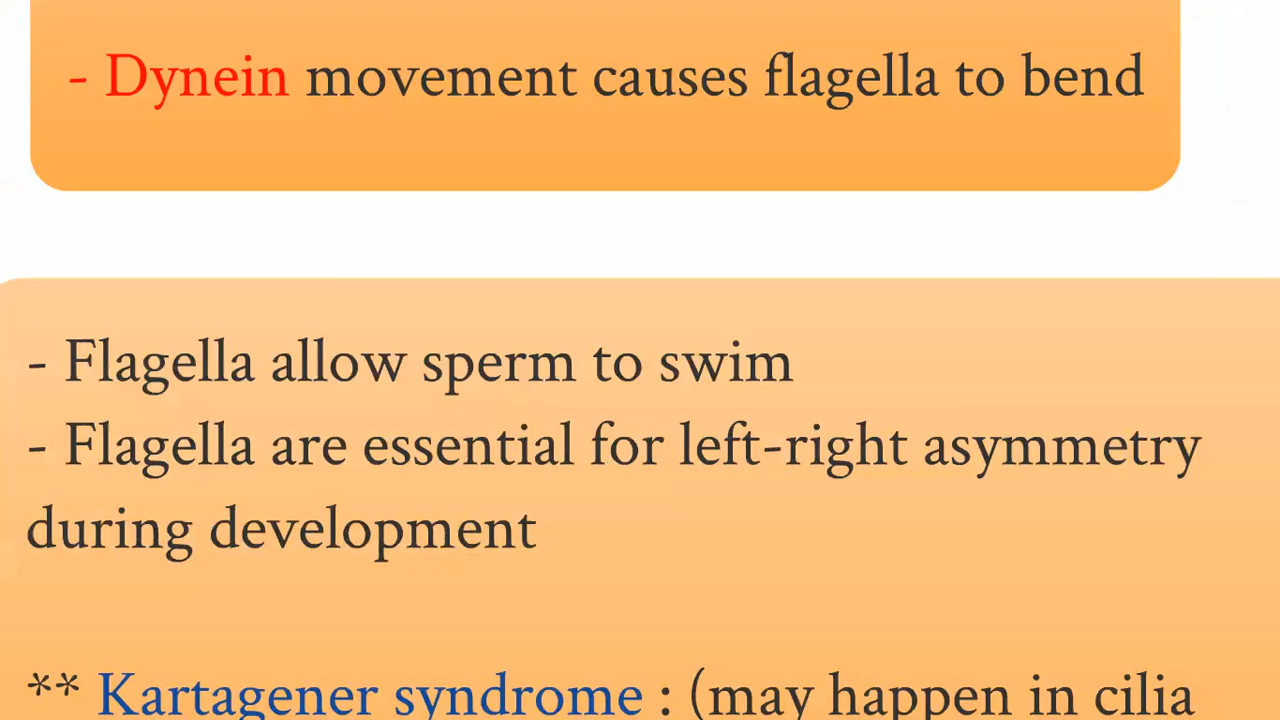 - Dynein movement causes flagella to bend
- Flagella allow sperm to swim
- Flagella are essential for left-right asymmetry
during development
** Kartagener syndrome : (may happen in cilia